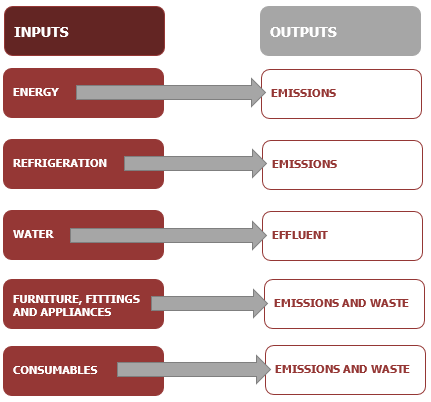 INPUTS
OUTPUTS
ENERGY
EMISSIONS
REFRIGERATION
EMISSIONS
WATER
EFFLUENT
FURNITURE, FITTINGS
AND APPLIANCES
EMISSIONS AND WASTE
CONSUMABLES
EMISSIONS AND WASTE